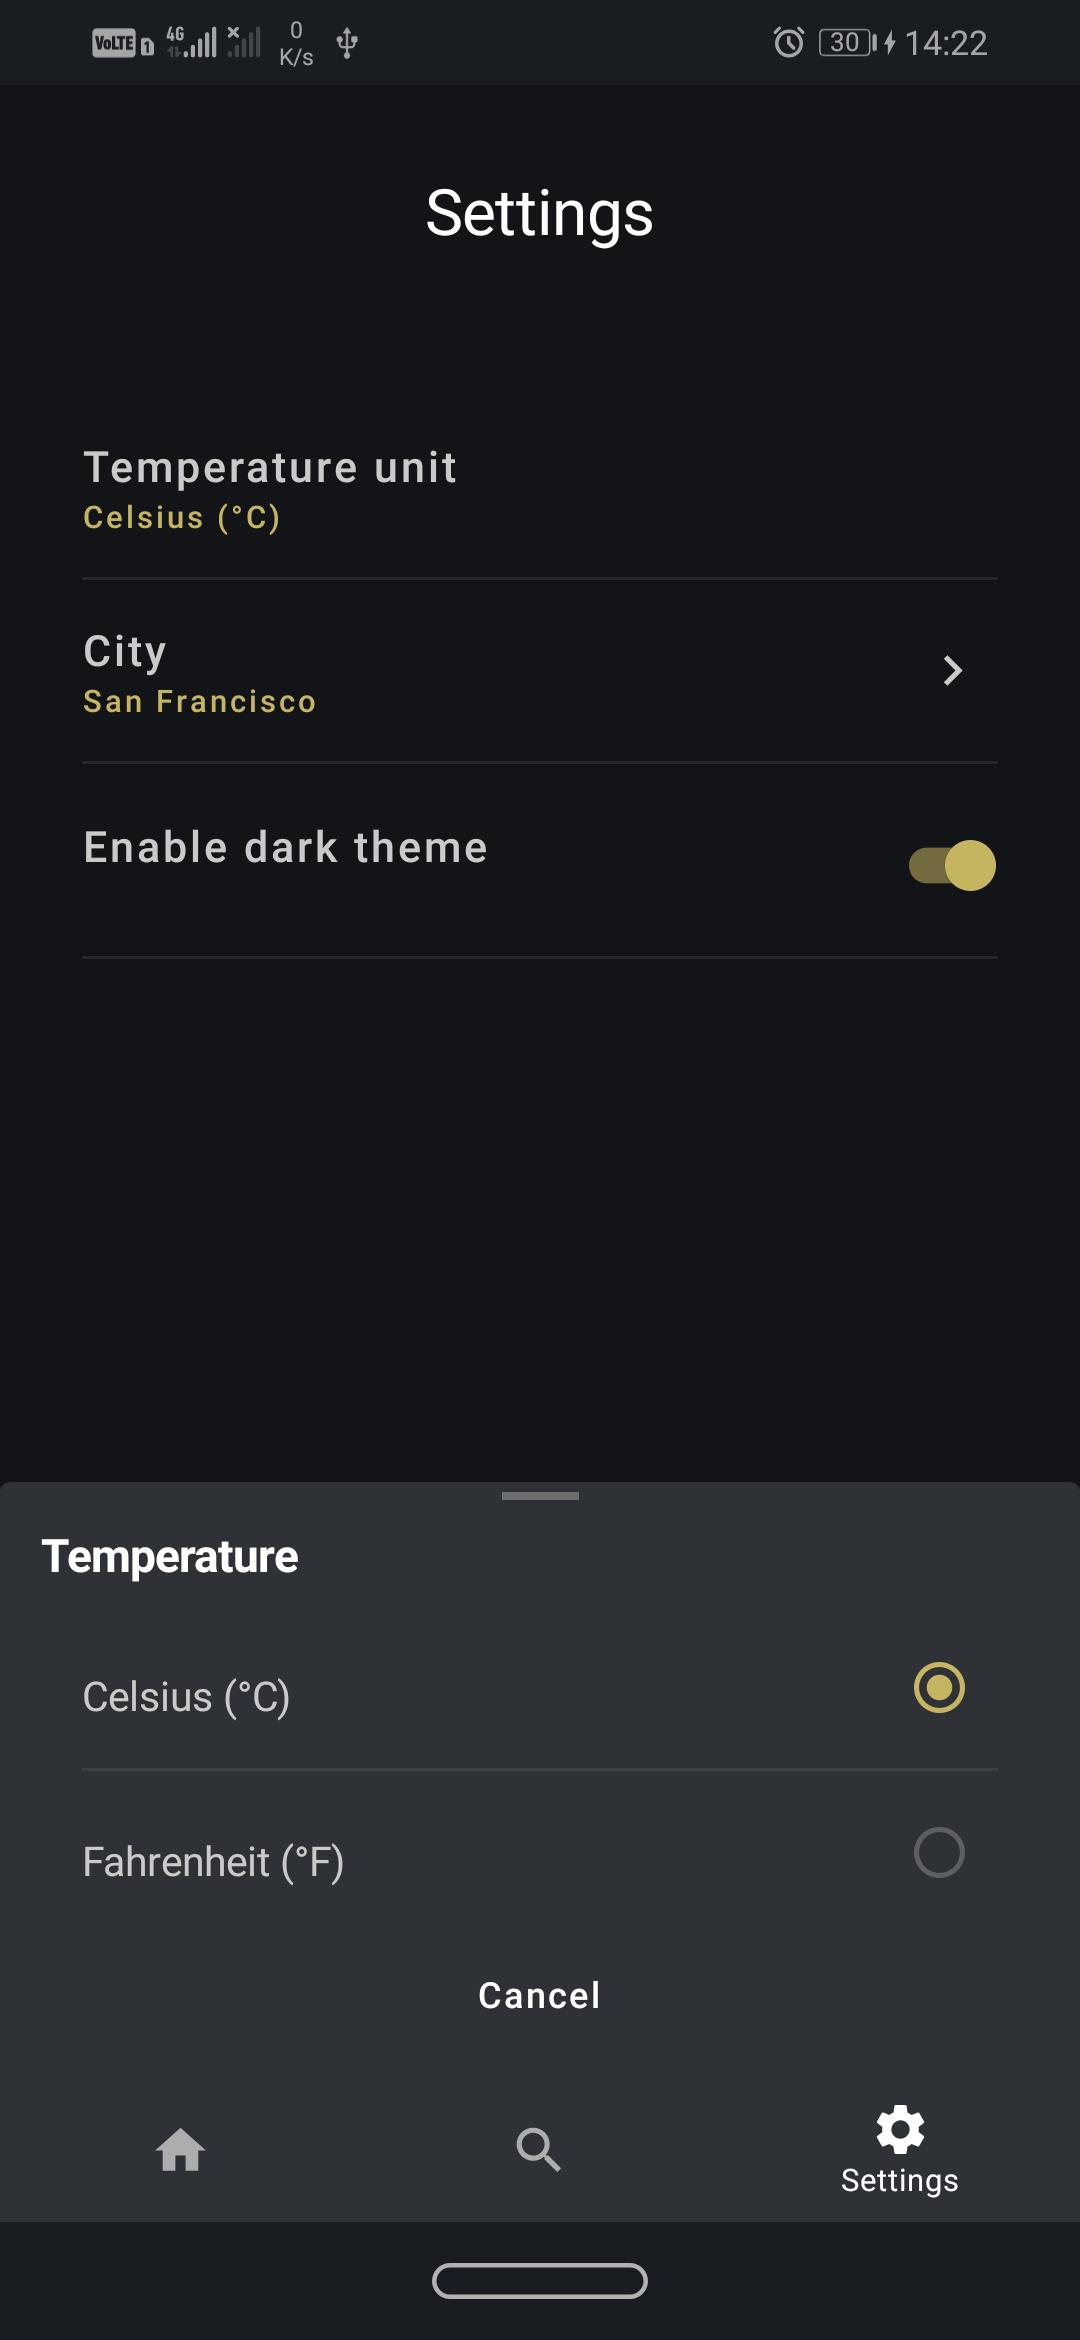 VoLTE 1 4G 0 K/s 30 14:22
Settings
Temperature unit
Celsius (°C)
City
San Francisco
Enable dark theme
Temperature
Celsius (°C)
Fahrenheit (°F)
Cancel
Settings